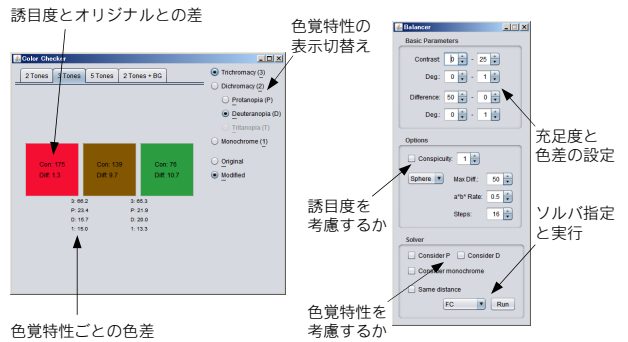 誘目度とオリジナルとの差
色覚特性の
表示切替え
Color Checker
2 Tones
3 Tones
5 Tones
2 Tones + BG
Trichromacy (3)
Dichromacy (2)
Protanopia (P)
Deuteranopia (D)
Tritanopia (T)
Monochrome (1)
Original
Modified
Con: 175
Diff: 1.3
Con: 139
Diff: 9.7
Con: 76
Diff: 10.7
3: 66.2
P: 23.4
D: 15.7
1: 15.0
3: 65.3
P: 21.9
D: 20.0
1: 13.3
色覚特性ごとの色差
Balancer
Basic Parameters
Contrast: 0 - 25
Deg.: 0 - 1
Difference: 50 - 0
Deg.: 0 - 1
充足度と
色差の設定
Options
Conspicuity: 1
Sphere
Max Diff.: 50
a*b* Rate: 0.5
Steps: 16
誘目度を
考慮するか
ソルバ指定
と実行
Solver
Consider P
Consider D
Consider monochrome
Same distance
FC
Run
色覚特性を
考慮するか